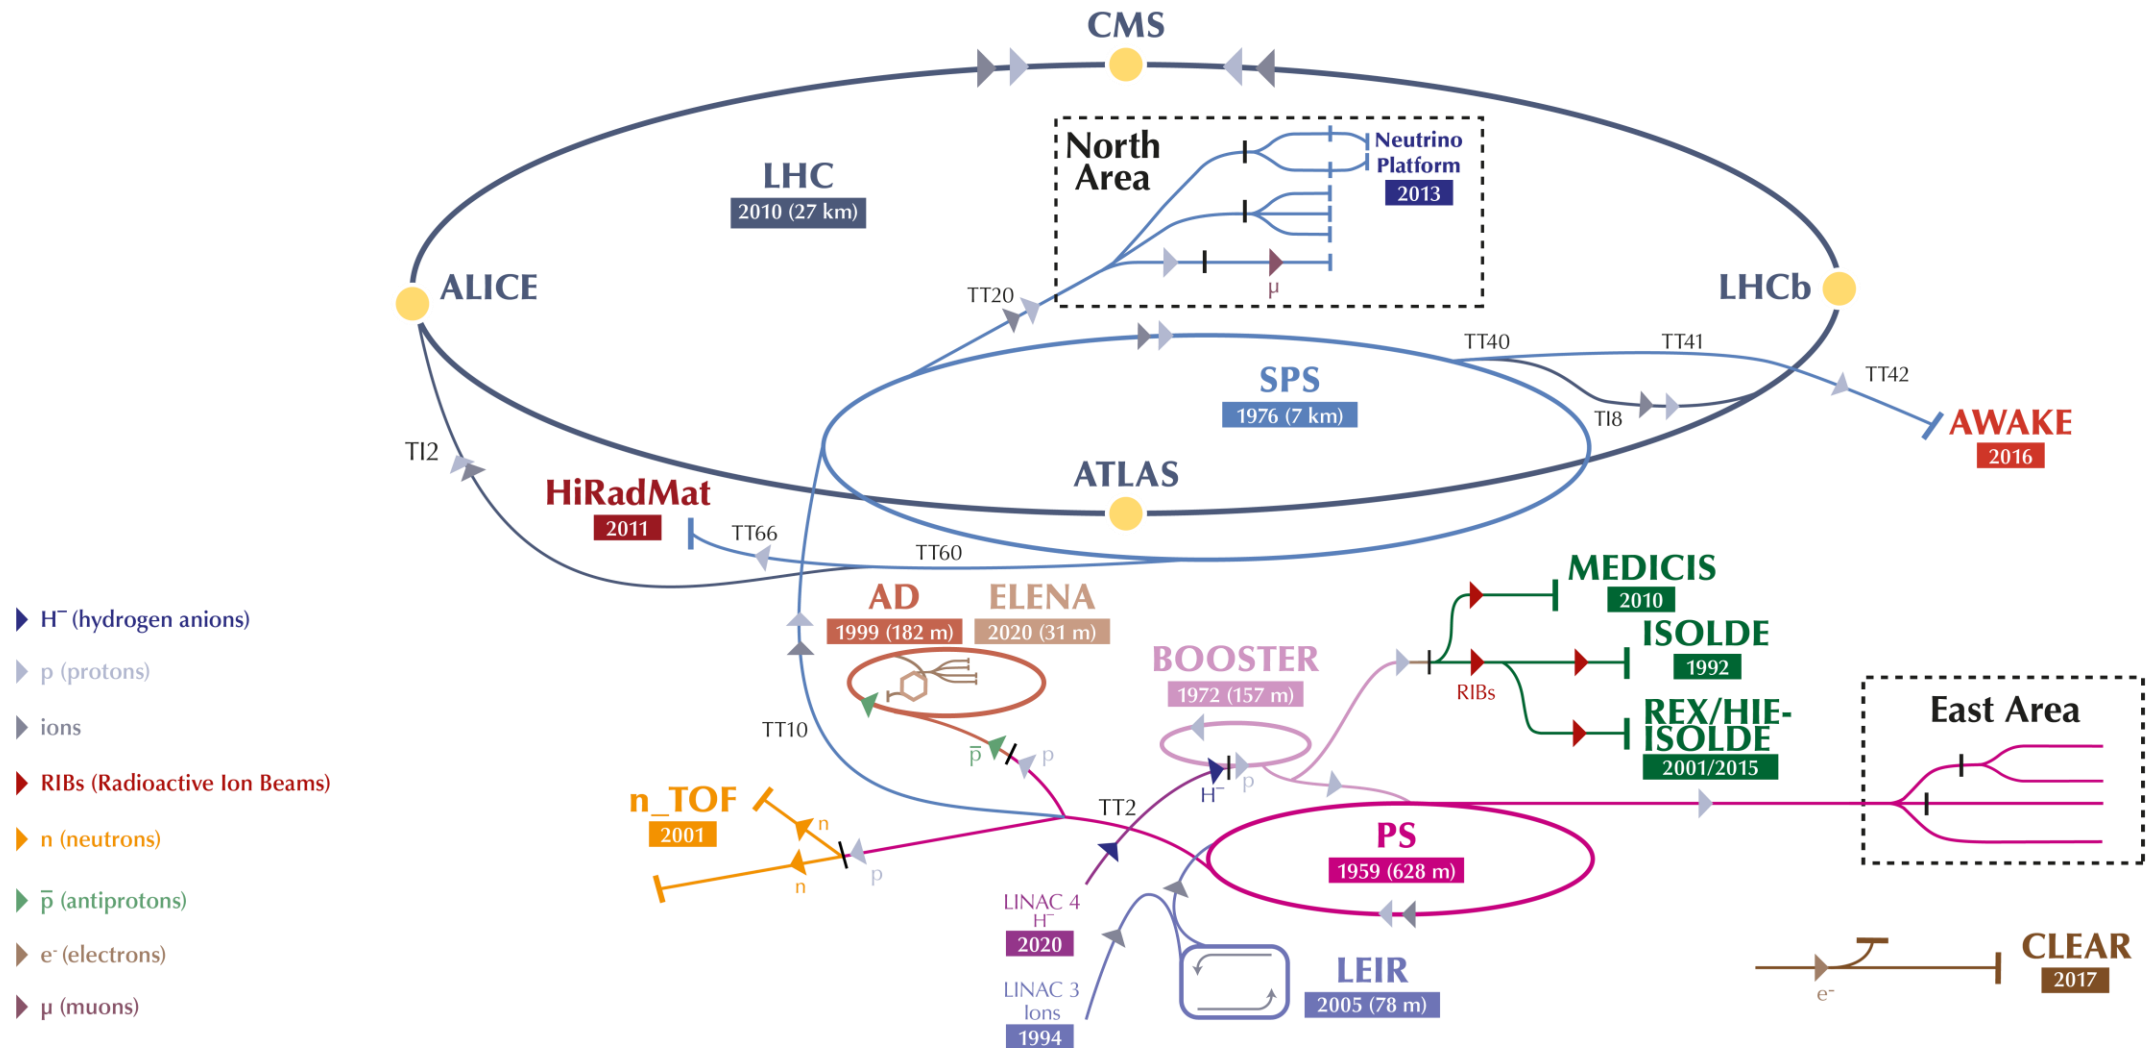 CMS
North
Area
Neutrino
Platform
2013
LHC
2010 (27 km)
ALICE
LHCb
TT20
µ
TT40
TT41
TT42
SPS
1976 (7 km)
TI8
AWAKE
2016
TI2
ATLAS
HiRadMat
2011
TT66
TT60
AD
1999 (182 m)
ELENA
2020 (31 m)
MEDICIS
2010
ISOLDE
1992
RIBs
REX/HIE-
ISOLDE
2001/2015
BOOSTER
1972 (157 m)
East Area
TT10
p̅
p
H⁻
p
TT2
n_TOF
2001
n
n
p
PS
1959 (628 m)
LINAC 4
H⁻
2020
LINAC 3
Ions
1994
LEIR
2005 (78 m)
CLEAR
2017
e⁻
H⁻ (hydrogen anions)
p (protons)
ions
RIBs (Radioactive Ion Beams)
n (neutrons)
p̅ (antiprotons)
e⁻ (electrons)
µ (muons)